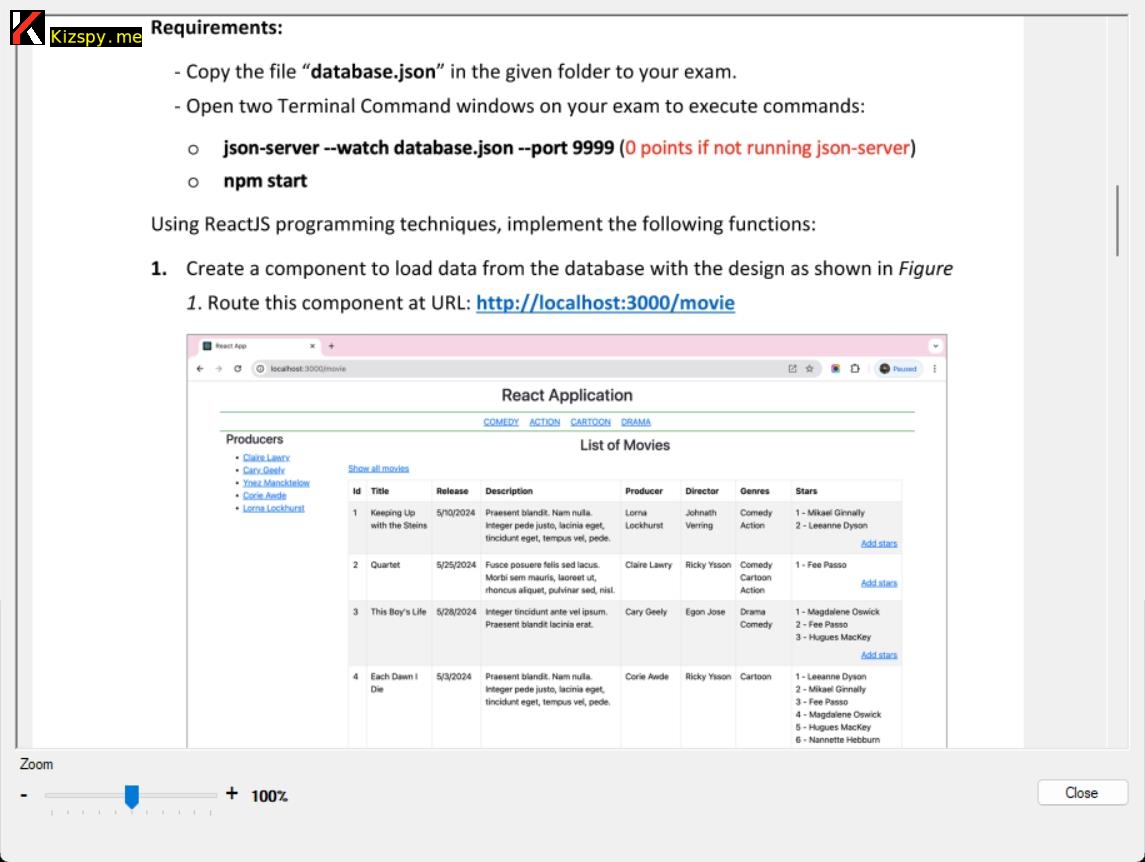 Kizspy.me
Requirements:
- Copy the file “database.json” in the given folder to your exam.
- Open two Terminal Command windows on your exam to execute commands:
o json-server --watch database.json --port 9999 (0 points if not running json-server)
o npm start
Using ReactJS programming techniques, implement the following functions:
1. Create a component to load data from the database with the design as shown in Figure
1. Route this component at URL: http://localhost:3000/movie
React App
localhost:3000/movie
Paused
React Application
COMEDY ACTION CARTOON DRAMA
Producers
• Claire Lawry
• Cary Geely
• Ynez Mancktelow
• Corie Awde
• Lorna Lockhurst
List of Movies
Show all movies
Id Title Release Description Producer Director Genres Stars
1 Keeping Up 5/10/2024 Praesent blandit. Nam nulla. Lorna Johnath Comedy 1 - Mikael Ginnally
with the Steins Integer pede justo, lacinia eget, Lockhurst Verring Action 2 - Leeanne Dyson
tincidunt eget, tempus vel, pede.
Add stars
2 Quartet 5/25/2024 Fusce posuere felis sed lacus. Claire Lawry Ricky Ysson Comedy 1 - Fee Passo
Morbi sem mauris, laoreet ut, Cartoon
rhoncus aliquet, pulvinar sed, nisl. Action
Add stars
3 This Boy's Life 5/28/2024 Integer tincidunt ante vel ipsum. Cary Geely Egon Jose Drama 1 - Magdalene Oswick
Praesent blandit lacinia erat. Comedy 2 - Fee Passo
3 - Hugues MacKey
Add stars
4 Each Dawn I 5/3/2024 Praesent blandit. Nam nulla. Corie Awde Ricky Ysson Cartoon 1 - Leeanne Dyson
Die Integer pede justo, lacinia eget, 2 - Mikael Ginnally
tincidunt eget, tempus vel, pede. 3 - Fee Passo
4 - Magdalene Oswick
5 - Hugues MacKey
6 - Nannette Hebburn
Zoom
- + 100%
Close